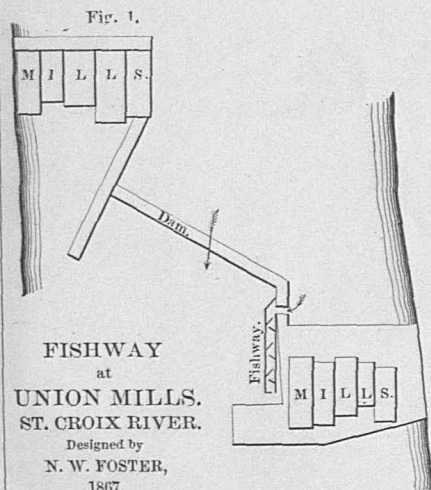 Fig. 1.
M I L L S.
Dam.
Fishway.
M I L L S.
FISHWAY
at
UNION MILLS.
ST. CROIX RIVER.
Designed by
N. W. FOSTER,
1867